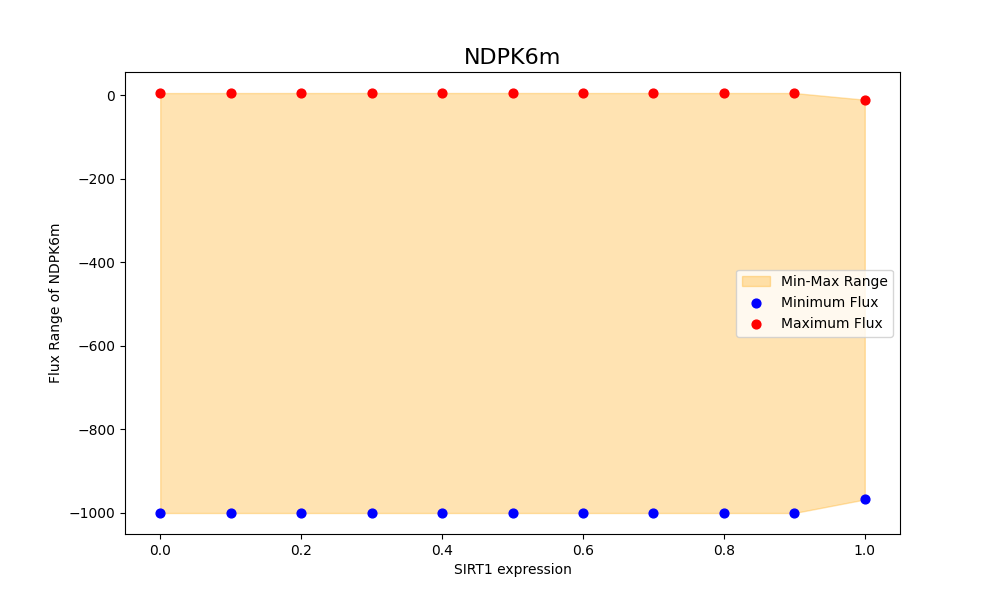 NDPK6m
Flux Range of NDPK6m
0
−200
−400
−600
−800
−1000
Min-Max Range
Minimum Flux
Maximum Flux
0.0 0.2 0.4 0.6 0.8 1.0
SIRT1 expression